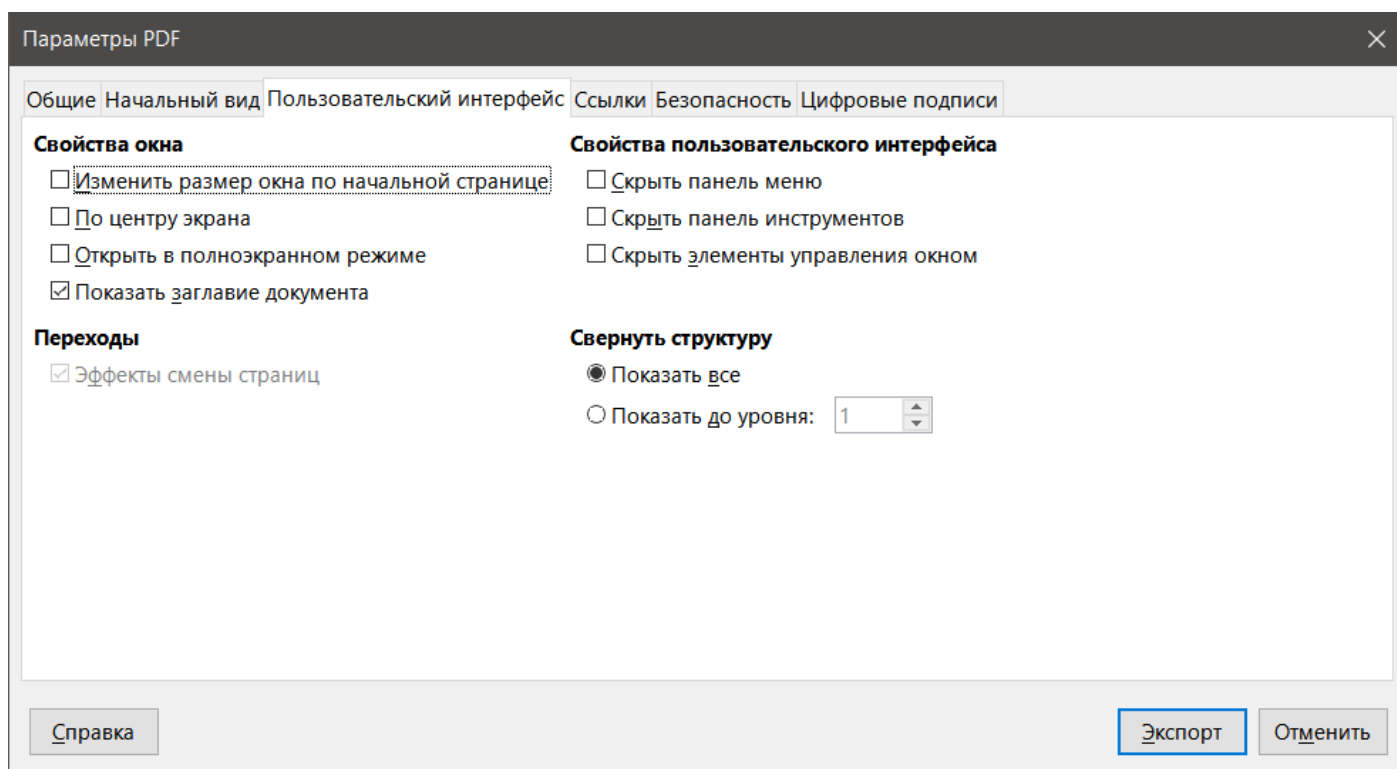 Параметры PDF
Общие Начальный вид Пользовательский интерфейс Ссылки Безопасность Цифровые подписи
Свойства окна
Изменить размер окна по начальной странице
По центру экрана
Открыть в полноэкранном режиме
Показать заглавие документа
Свойства пользовательского интерфейса
Скрыть панель меню
Скрыть панель инструментов
Скрыть элементы управления окном
Переходы
Эффекты смены страниц
Свернуть структуру
Показать все
Показать до уровня: 1
Справка
Экспорт
Отменить